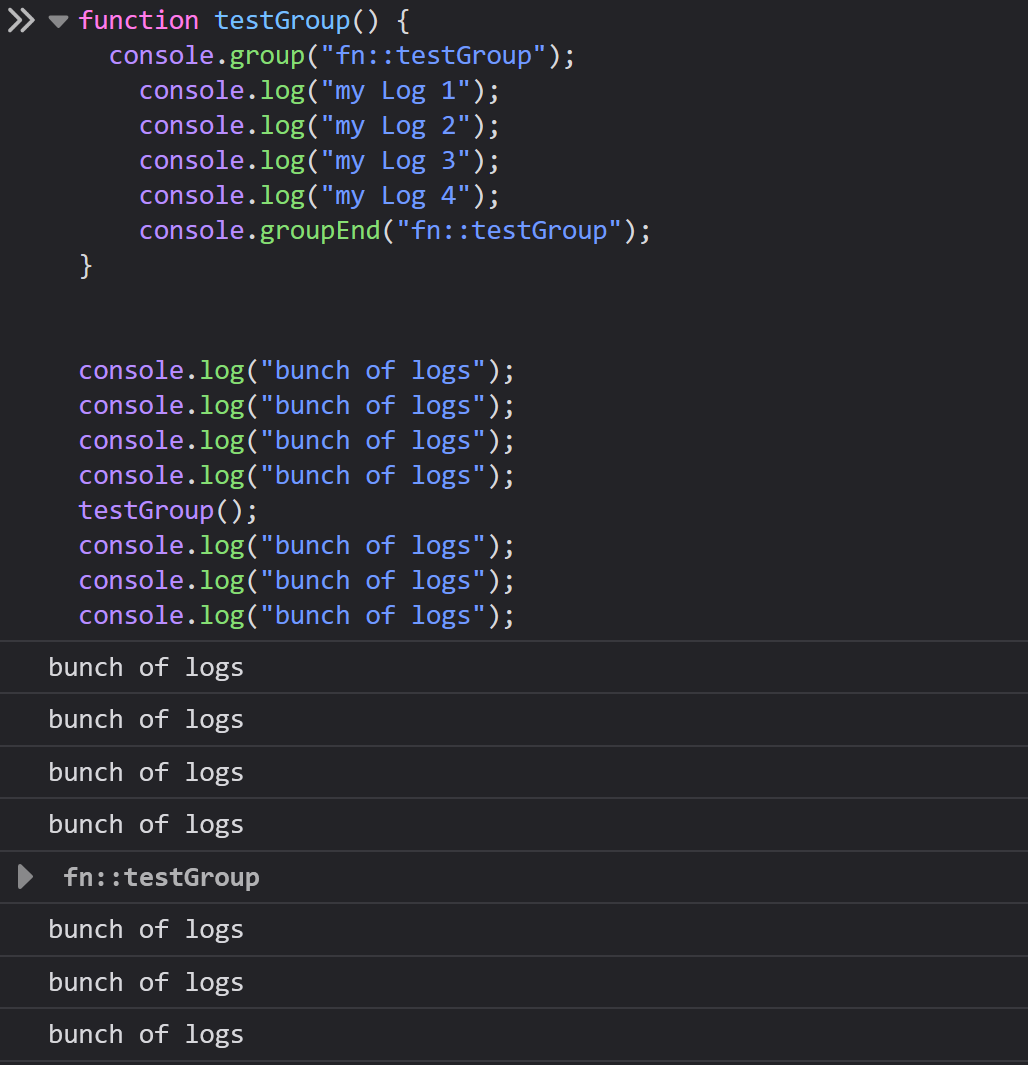 function testGroup() {
console.group("fn::testGroup");
console.log("my Log 1");
console.log("my Log 2");
console.log("my Log 3");
console.log("my Log 4");
console.groupEnd("fn::testGroup");
}
console.log("bunch of logs");
console.log("bunch of logs");
console.log("bunch of logs");
console.log("bunch of logs");
testGroup();
console.log("bunch of logs");
console.log("bunch of logs");
console.log("bunch of logs");
bunch of logs
bunch of logs
bunch of logs
bunch of logs
fn::testGroup
bunch of logs
bunch of logs
bunch of logs